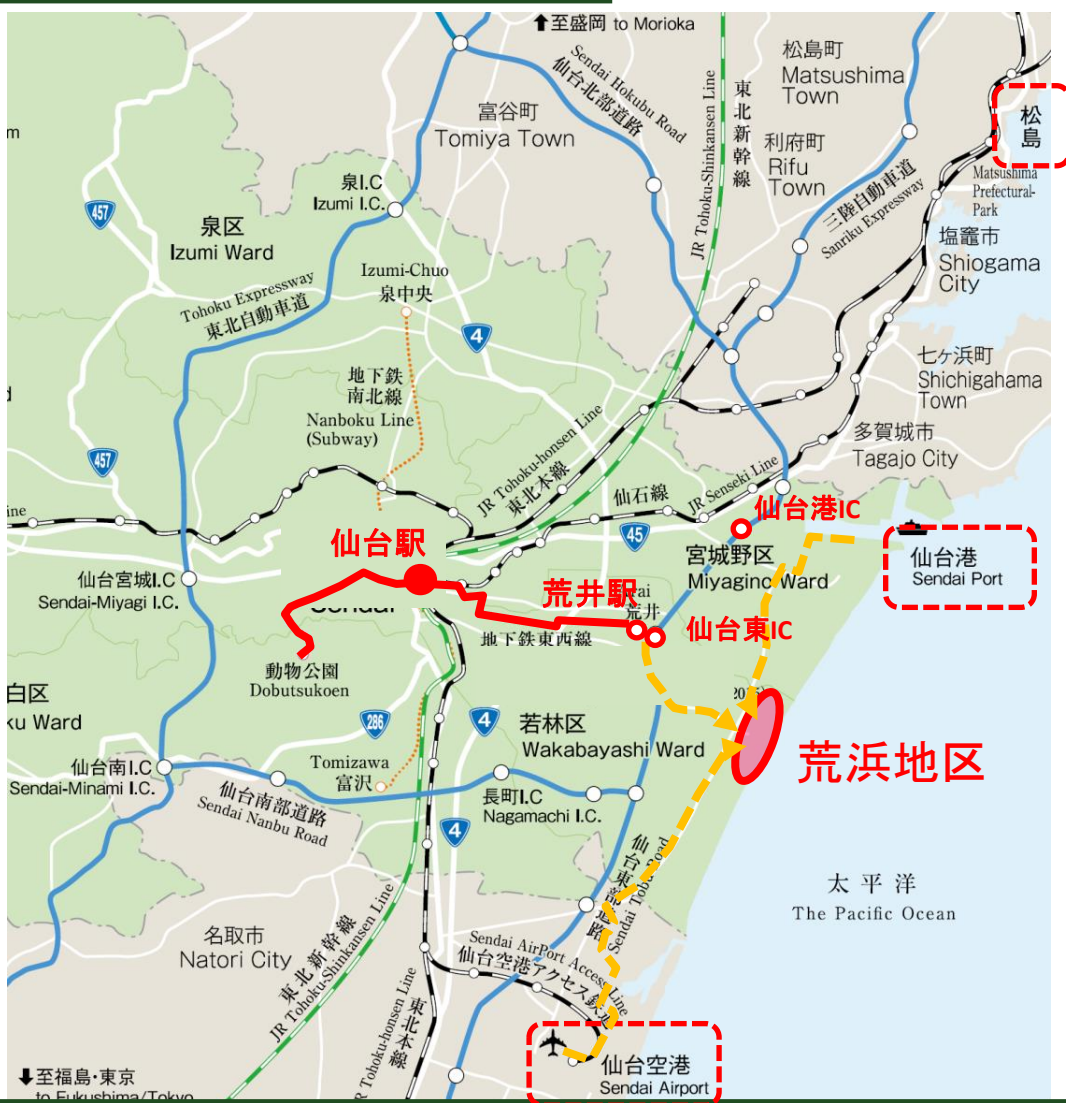 至盛岡 to Morioka
松島町
Matsushima
Town
Sendai Hokubu Road
仙台北部道路
東北新幹線
JR Tohoku-Shinkansen Line
富谷町
Tomiya Town
利府町
Rifu
Town
松島
Matsushima
Prefectural-
Park
三陸自動車道
Sanriku Expressway
泉I.C
Izumi I.C.
457
泉区
Izumi Ward
塩竈市
Shiogama
City
Izumi-Chuo
泉中央
Tohoku Expressway
東北自動車道
4
七ヶ浜町
Shichigahama
Town
地下鉄
南北線
Nanboku Line
(Subway)
多賀城市
Tagajo City
457
JR Tohoku-honsen Line
東北本線
仙石線
JR Senseki Line
仙台港IC
45
仙台駅
宮城野区
Miyagino Ward
仙台港
Sendai Port
仙台宮城I.C
Sendai-Miyagi I.C.
荒井駅
荒井
Sendai
地下鉄東西線
仙台東IC
動物公園
Dobutsukoen
白区
ku Ward
286
4
若林区
Wakabayashi Ward
荒浜地区
仙台南I.C
Sendai-Minami I.C.
Tomizawa
富沢
仙台南部道路
Sendai Nanbu Road
長町I.C
Nagamachi I.C.
4
仙台東部道路
Sendai Tobu Road
太平洋
The Pacific Ocean
名取市
Natori City
東北新幹線
JR Tohoku-Shinkansen Line
Sendai AirPort Access Line
仙台空港アクセス鉄道
東北本線
JR Tohoku-honsen Line
仙台空港
Sendai Airport
至福島・東京
to Fukushima/Tokyo